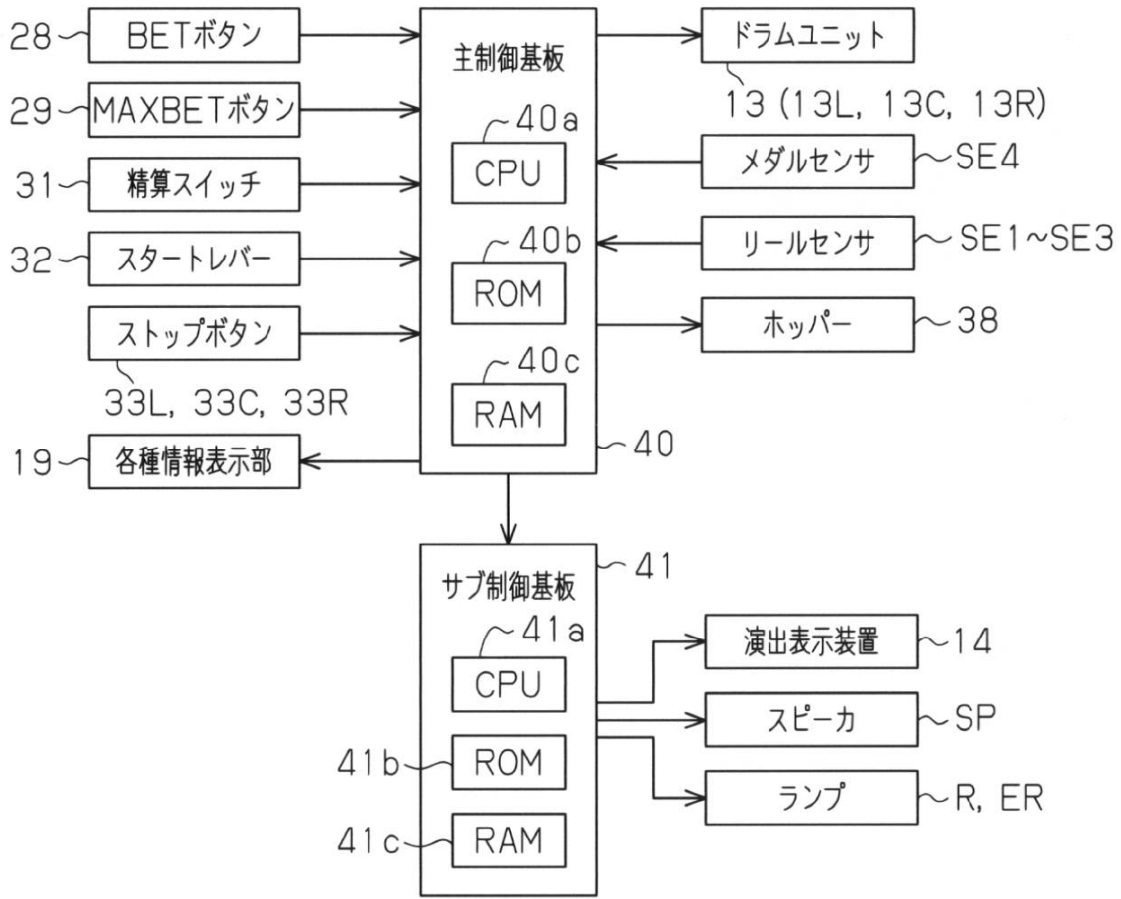 28
BETボタン
29
MAXBETボタン
31
精算スイッチ
32
スタートレバー
ストップボタン
33L, 33C, 33R
19
各種情報表示部
主制御基板
40a
CPU
40b
ROM
40c
RAM
40
ドラムユニット
13 (13L, 13C, 13R)
メダルセンサ
SE4
リールセンサ
SE1~SE3
ホッパー
38
サブ制御基板
41
41a
CPU
41b
ROM
41c
RAM
演出表示装置
14
スピーカ
SP
ランプ
R, ER